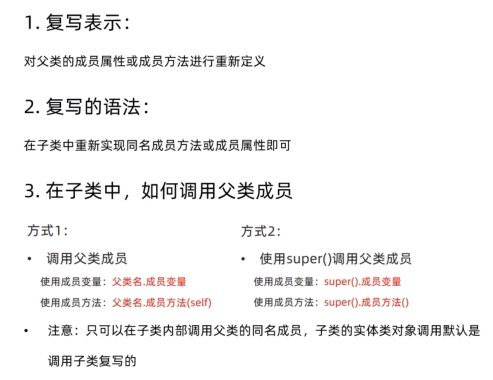 1. 复写表示：
对父类的成员属性或成员方法进行重新定义
2. 复写的语法：
在子类中重新实现同名成员方法或成员属性即可
3. 在子类中，如何调用父类成员
方式1：
• 调用父类成员
使用成员变量：父类名.成员变量
使用成员方法：父类名.成员方法(self)
方式2：
• 使用super()调用父类成员
使用成员变量：super().成员变量
使用成员方法：super().成员方法()
• 注意：只可以在子类内部调用父类的同名成员，子类的实体类对象调用默认是
调用子类复写的